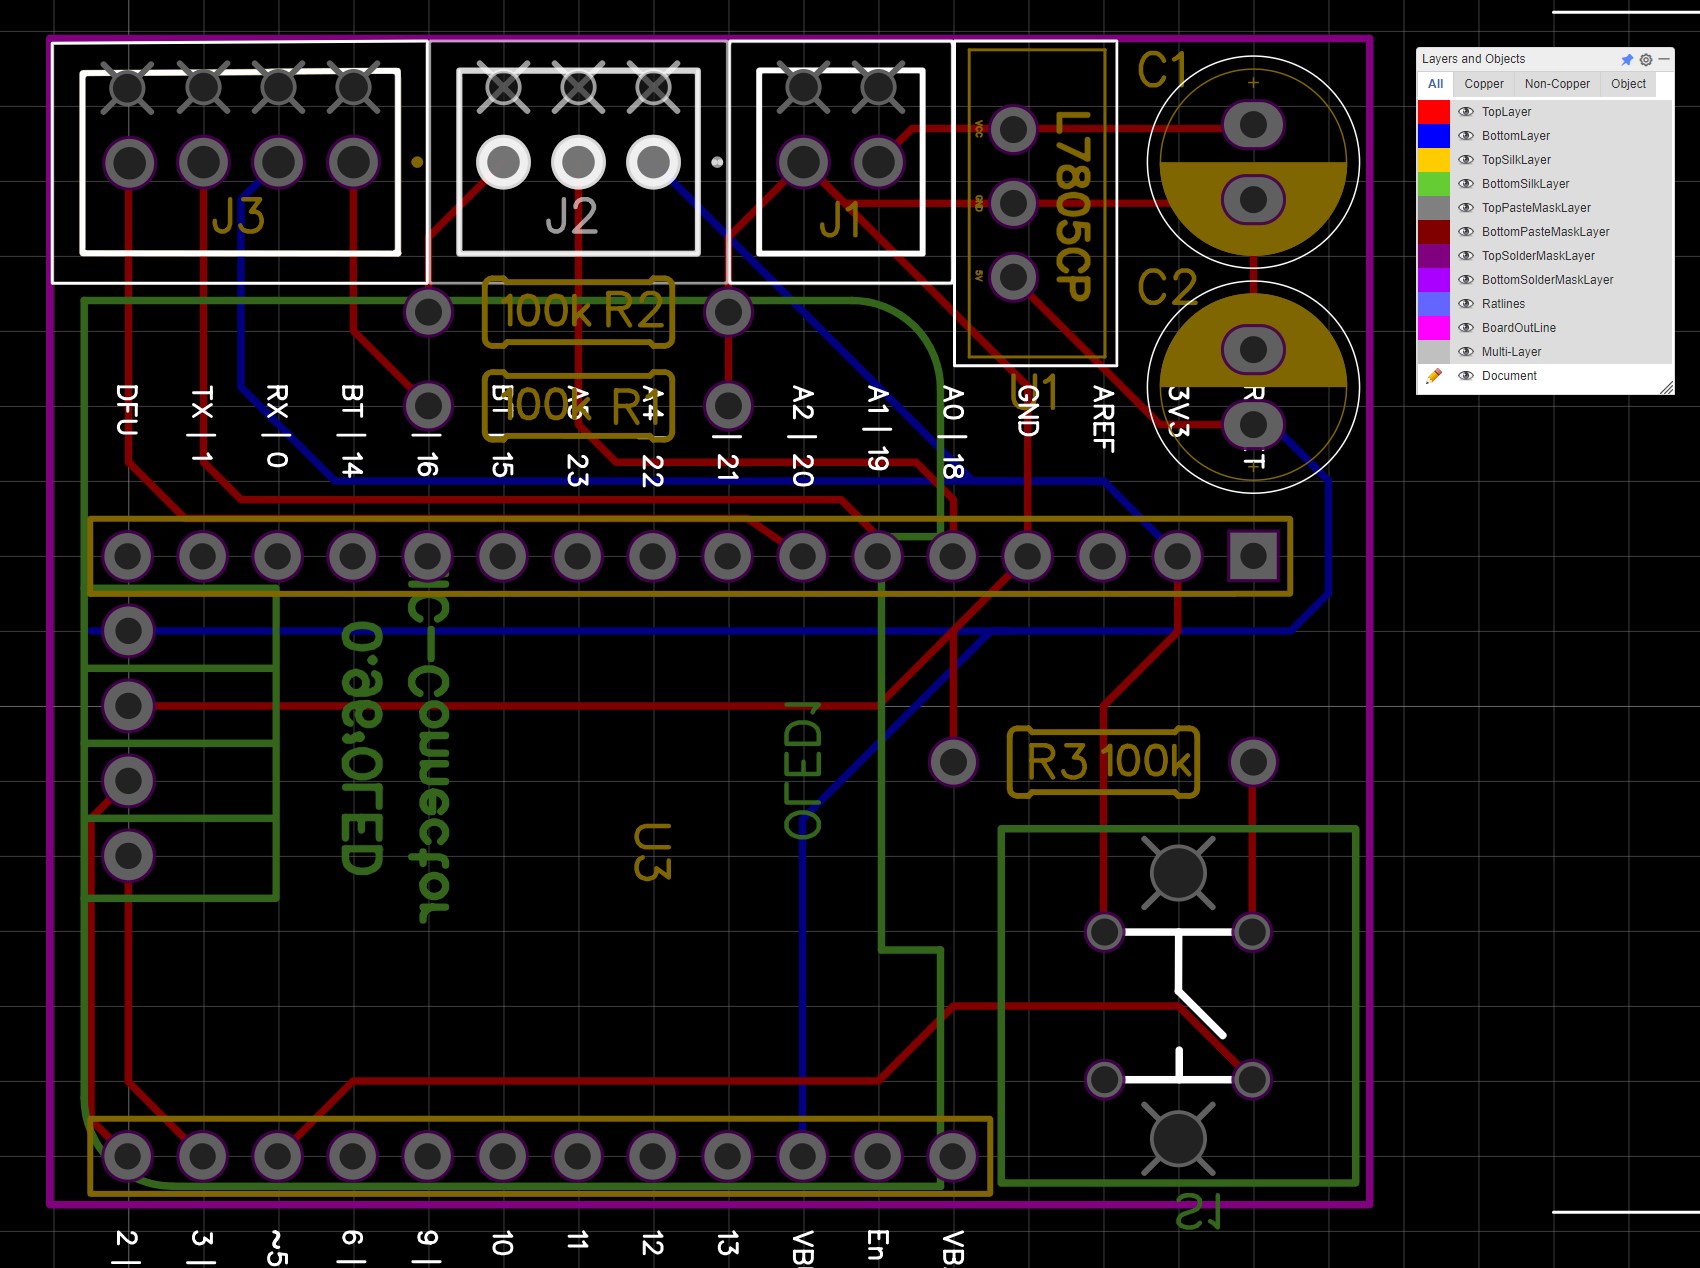 Layers and Objects
All Copper Non-Copper Object
TopLayer
BottomLayer
TopSilkLayer
BottomSilkLayer
TopPasteMaskLayer
BottomPasteMaskLayer
TopSolderMaskLayer
BottomSolderMaskLayer
Ratlines
BoardOutLine
Multi-Layer
Document
J3
J2
J1
VCC
GND
5V
L7805CP
U1
C1
C2
100k R2
100k R1
DFU
TX | 1
RX | 0
BT | 14
| 16
BT | 15
A5 23
A4 22
| 21
A2 | 20
A1 | 19
A0 | 18
GND
AREF
3V3
IC-Connector
0.96"OLED
OLED1
U3
R3 100k
S1
2 |
3 |
~5
6 |
9 |
10
11
12
13
VB
En
VB